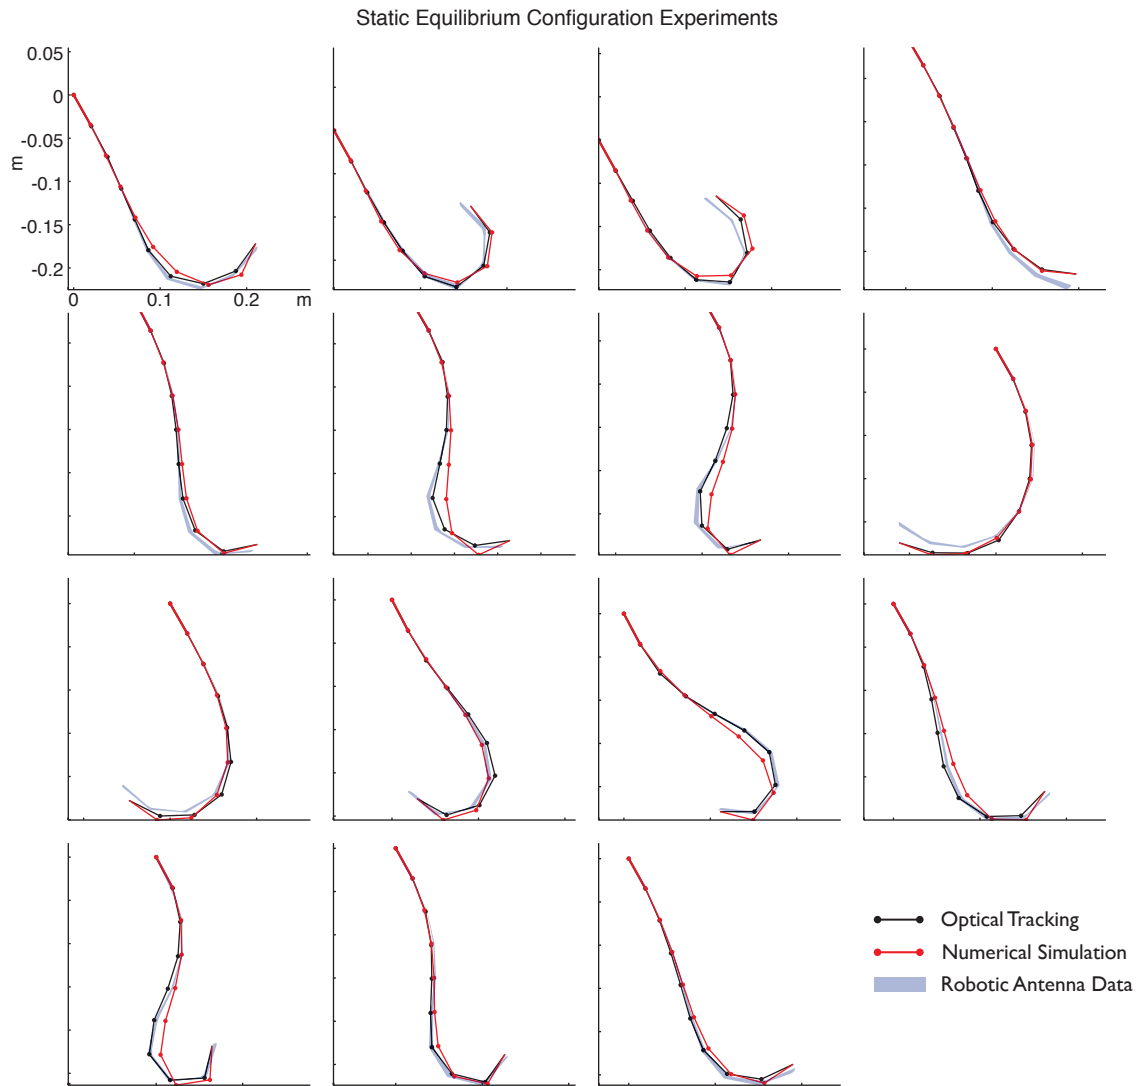 Static Equilibrium Configuration Experiments
0.05
0
-0.05
m
-0.1
-0.15
-0.2
0 0.1 0.2 m
Optical Tracking
Numerical Simulation
Robotic Antenna Data